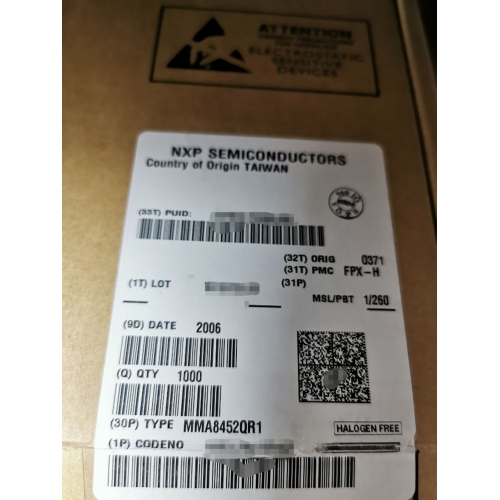 ATTENTION
ELECTROSTATIC
SENSITIVE
DEVICES
NXP SEMICONDUCTORS
Country of Origin TAIWAN
(33T) PUID:
(32T) ORIG 0371
(31T) PMC FPX-H
(1T) LOT (31P)
MSL/PBT 1/260
(9D) DATE 2006
(Q) QTY 1000
(30P) TYPE MMA8452QR1
HALOGEN FREE
(1P) CODENO